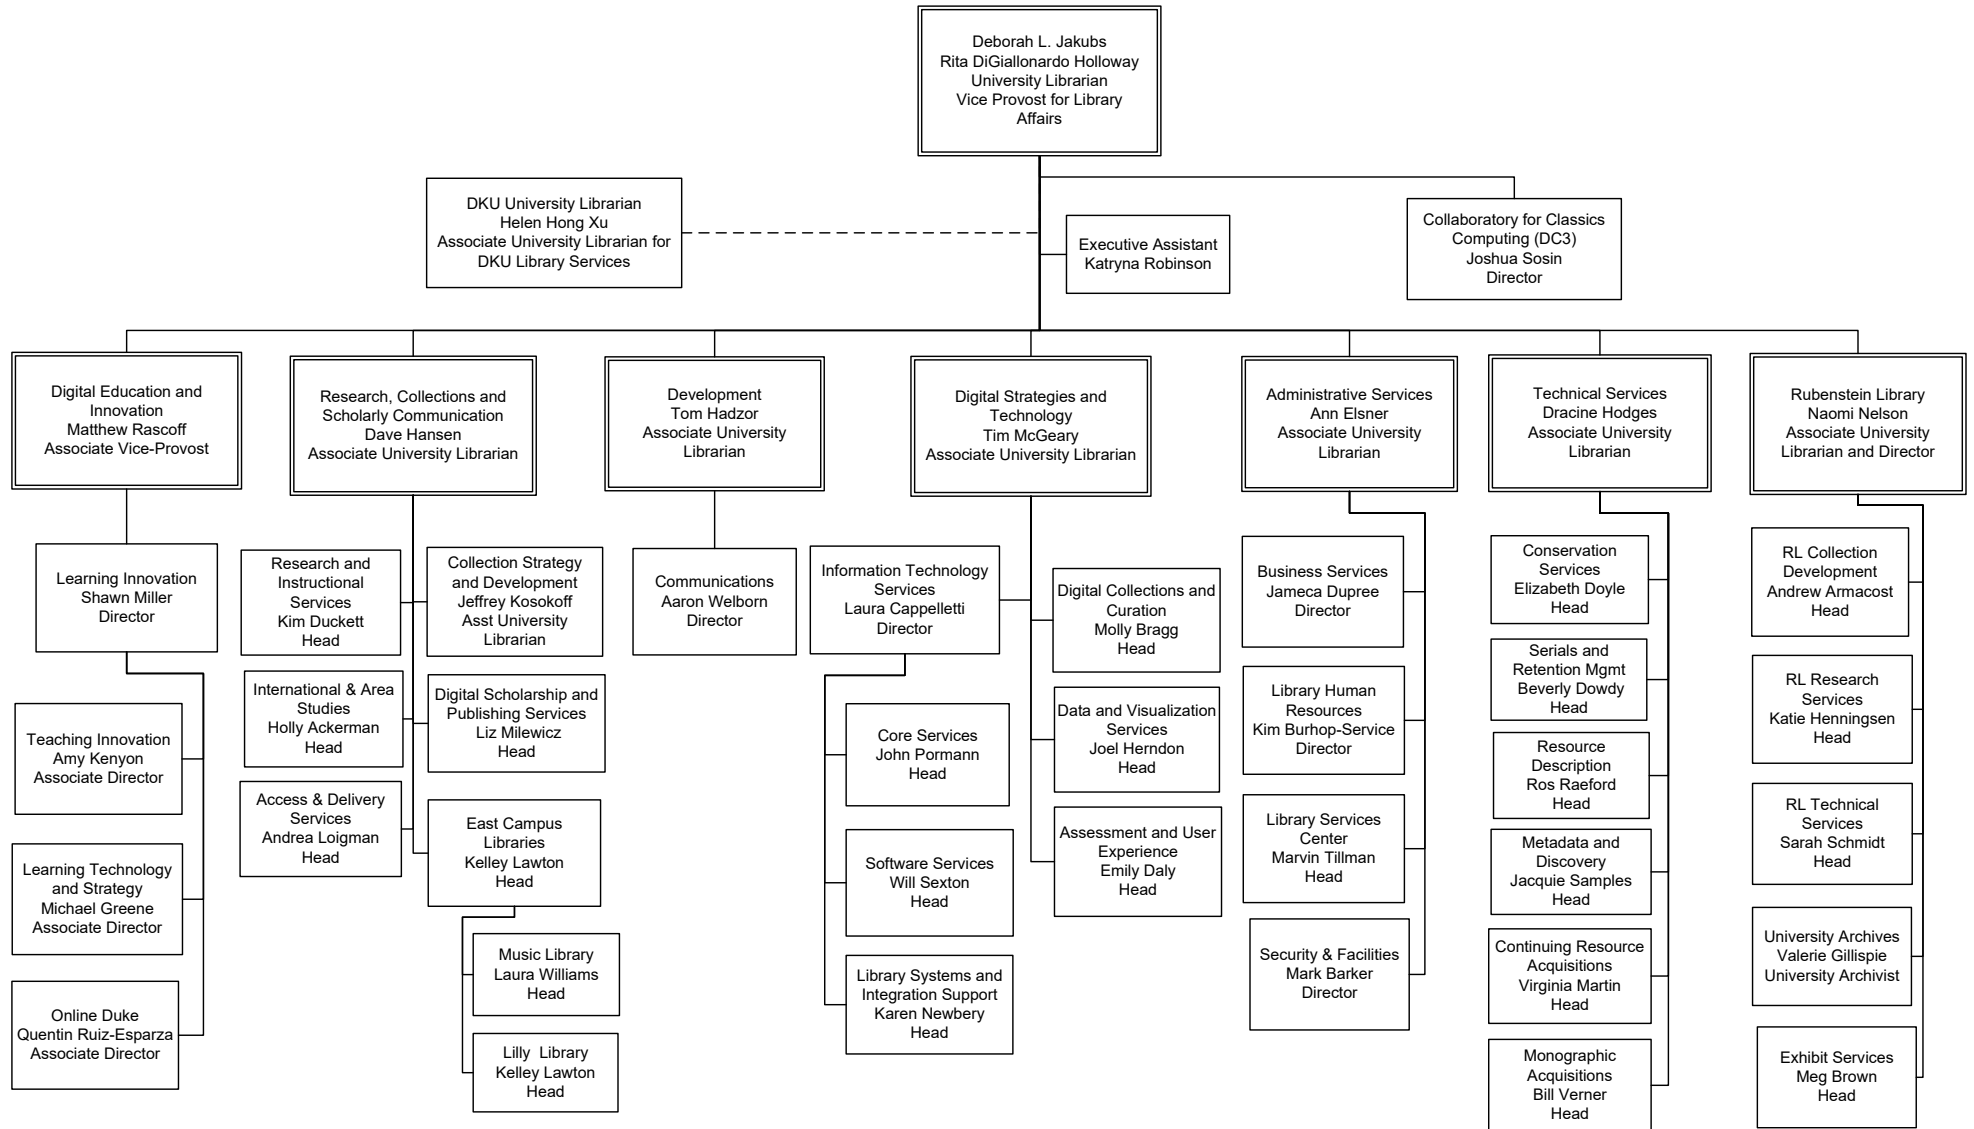 Deborah L. Jakubs
Rita DiGiallonardo Holloway
University Librarian
Vice Provost for Library
Affairs
DKU University Librarian
Helen Hong Xu
Associate University Librarian for
DKU Library Services
Executive Assistant
Katryna Robinson
Collaboratory for Classics
Computing (DC3)
Joshua Sosin
Director
Digital Education and
Innovation
Matthew Rascoff
Associate Vice-Provost
Research, Collections and
Scholarly Communication
Dave Hansen
Associate University Librarian
Development
Tom Hadzor
Associate University
Librarian
Digital Strategies and
Technology
Tim McGeary
Associate University Librarian
Administrative Services
Ann Elsner
Associate University
Librarian
Technical Services
Dracine Hodges
Associate University
Librarian
Rubenstein Library
Naomi Nelson
Associate University
Librarian and Director
Learning Innovation
Shawn Miller
Director
Teaching Innovation
Amy Kenyon
Associate Director
Learning Technology
and Strategy
Michael Greene
Associate Director
Online Duke
Quentin Ruiz-Esparza
Associate Director
Research and
Instructional
Services
Kim Duckett
Head
International & Area
Studies
Holly Ackerman
Head
Access & Delivery
Services
Andrea Loigman
Head
Collection Strategy
and Development
Jeffrey Kosokoff
Asst University
Librarian
Digital Scholarship and
Publishing Services
Liz Milewicz
Head
East Campus
Libraries
Kelley Lawton
Head
Music Library
Laura Williams
Head
Lilly  Library
Kelley Lawton
Head
Communications
Aaron Welborn
Director
Information Technology
Services
Laura Cappelletti
Director
Core Services
John Pormann
Head
Software Services
Will Sexton
Head
Library Systems and
Integration Support
Karen Newbery
Head
Digital Collections and
Curation
Molly Bragg
Head
Data and Visualization
Services
Joel Herndon
Head
Assessment and User
Experience
Emily Daly
Head
Business Services
Jameca Dupree
Director
Library Human
Resources
Kim Burhop-Service
Director
Library Services
Center
Marvin Tillman
Head
Security & Facilities
Mark Barker
Director
Conservation
Services
Elizabeth Doyle
Head
Serials and
Retention Mgmt
Beverly Dowdy
Head
Resource
Description
Ros Raeford
Head
Metadata and
Discovery
Jacquie Samples
Head
Continuing Resource
Acquisitions
Virginia Martin
Head
Monographic
Acquisitions
Bill Verner
Head
RL Collection
Development
Andrew Armacost
Head
RL Research
Services
Katie Henningsen
Head
RL Technical
Services
Sarah Schmidt
Head
University Archives
Valerie Gillispie
University Archivist
Exhibit Services
Meg Brown
Head